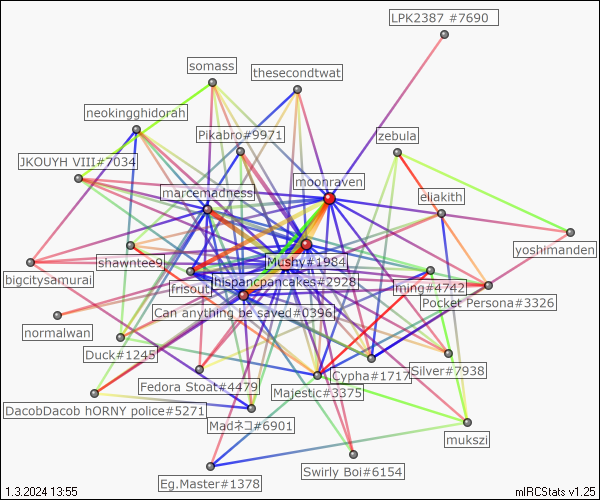 LPK2387 #7690
somass
thesecondtwat
neokingghidorah
Pikabro#9971
zebula
JKOUYH VIII#7034
moonraven
marcemadness
eliakith
yoshimanden
shawntee9
Mushy#1984
bigcitysamurai
frisout
hispancpancakes#2928
ming#4742
Pocket Persona#3326
Can anything be saved#0396
normalwan
Duck#1245
Cypha#1717
Silver#7938
Fedora Stoat#4479
Majestic#3375
DacobDacob hORNY police#5271
Madネコ#6901
mukszi
Swirly Boi#6154
Eg.Master#1378
1.3.2024 13:55
mIRCStats v1.25